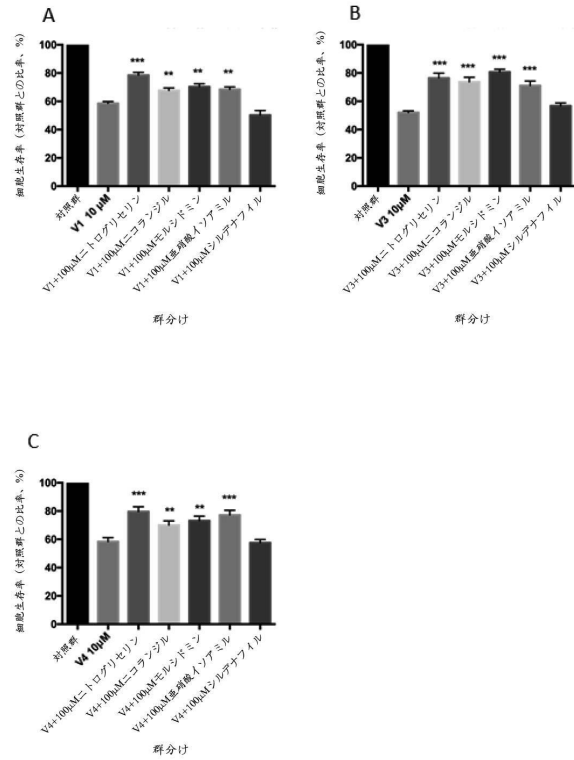 A
細胞生存率(対照群との比率、%)
100
80
60
40
20
0
***
**
**
**
対照群
V1 10 μM
V1+100μMニトログリセリン
V1+100μMニコランジル
V1+100μMモルシドミン
V1+100μM亜硝酸イソアミル
V1+100μMシルデナフィル
群分け
B
細胞生存率(対照群との比率、%)
100
80
60
40
20
0
***
***
***
***
対照群
V3 10μM
V3+100μMニトログリセリン
V3+100μMニコランジル
V3+100μMモルシドミン
V3+100μM亜硝酸イソアミル
V3+100μMシルデナフィル
群分け
C
細胞生存率(対照群との比率、%)
100
80
60
40
20
0
***
**
**
***
対照群
V4 10μM
V4+100μMニトログリセリン
V4+100μMニコランジル
V4+100μMモルシドミン
V4+100μM亜硝酸イソアミル
V4+100μMシルデナフィル
群分け